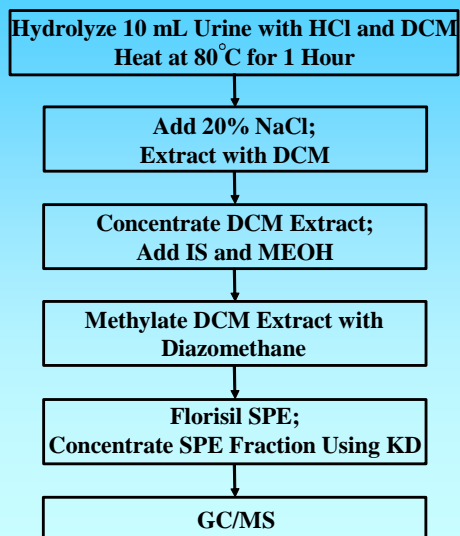 Hydrolyze 10 mL Urine with HCl and DCM
Heat at 80°C for 1 Hour
Add 20% NaCl;
Extract with DCM
Concentrate DCM Extract;
Add IS and MEOH
Methylate DCM Extract with
Diazomethane
Florisil SPE;
Concentrate SPE Fraction Using KD
GC/MS